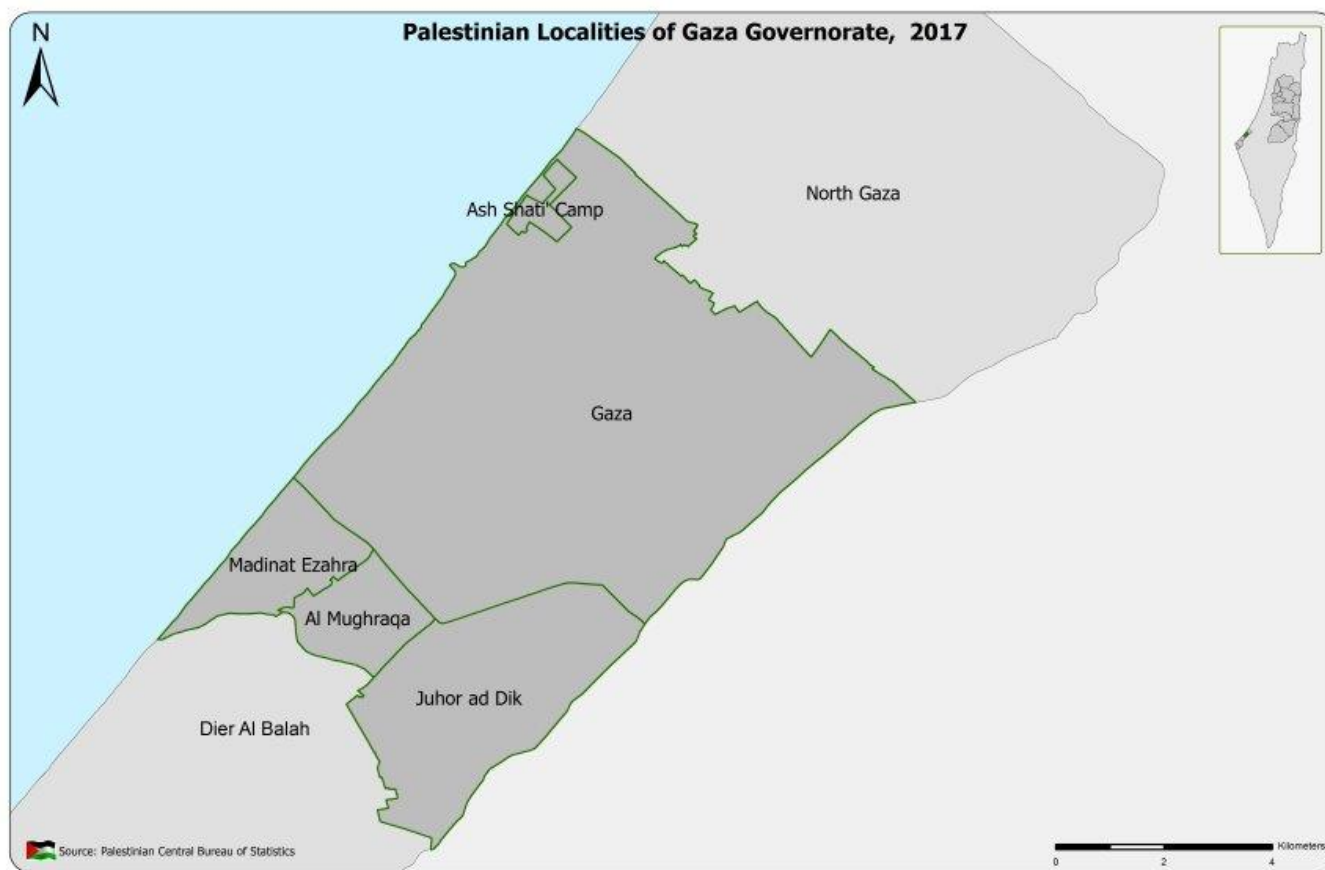 Palestinian Localities of Gaza Governorate, 2017
N
North Gaza
Ash Shati' Camp
Gaza
Madinat Ezahra
Al Mughraqa
Juhor ad Dik
Dier Al Balah
Source: Palestinian Central Bureau of Statistics
Kilometers
0 2 4